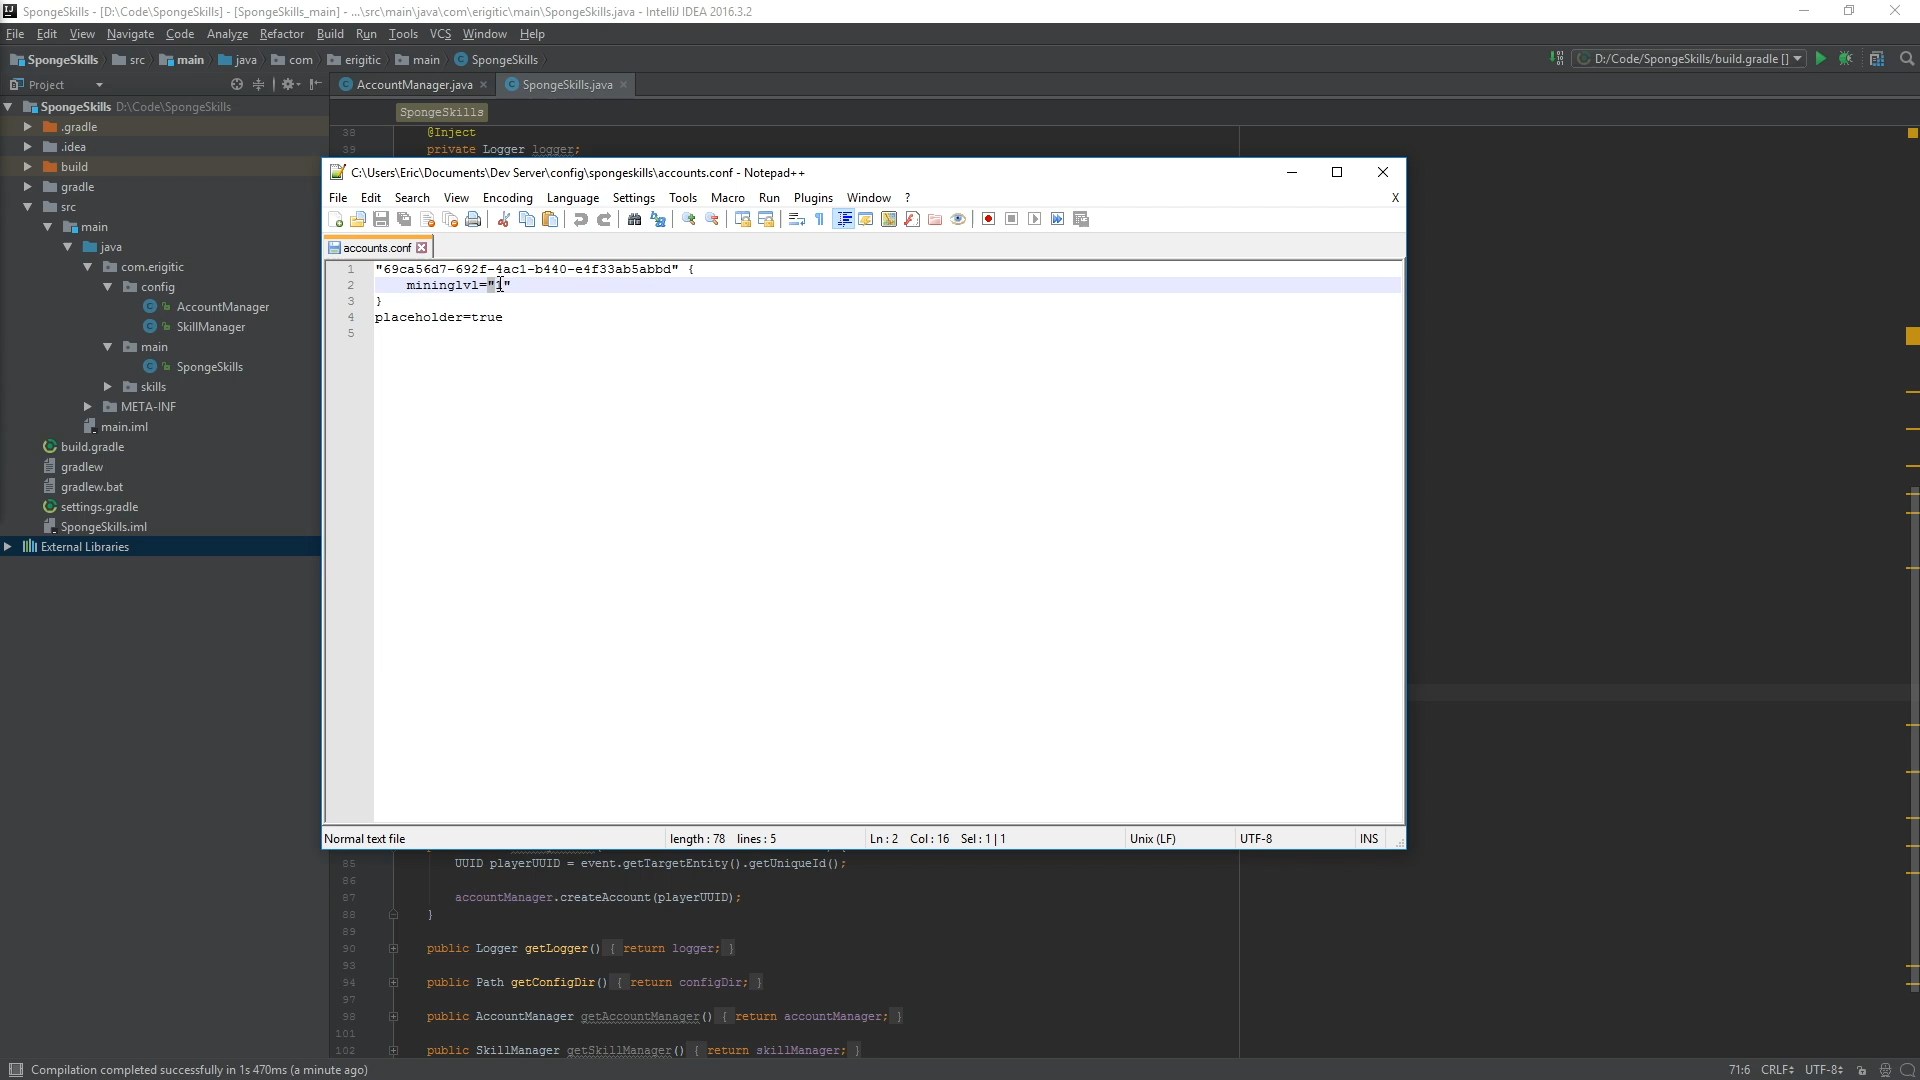 SpongeSkills - [D:\Code\SpongeSkills] - [SpongeSkills_main] - ...\src\main\java\com\erigitic\main\SpongeSkills.java - IntelliJ IDEA 2016.3.2
File Edit View Navigate Code Analyze Refactor Build Run Tools VCS Window Help
SpongeSkills src main java com erigitic main SpongeSkills D:/Code/SpongeSkills/build.gradle []
Project AccountManager.java SpongeSkills.java
SpongeSkills D:\Code\SpongeSkills
SpongeSkills
.gradle
38 @Inject
.idea
39 private Logger logger;
build
C:\Users\Eric\Documents\Dev Server\config\spongeskills\accounts.conf - Notepad++
gradle
File Edit Search View Encoding Language Settings Tools Macro Run Plugins Window ? X
src
main
java
accounts.conf
com.erigitic
1 "69ca56d7-692f-4ac1-b440-e4f33ab5abbd" {
config
2 mininglvl="1"
AccountManager
3 }
SkillManager
4 placeholder=true
main
5
SpongeSkills
skills
META-INF
main.iml
build.gradle
gradlew
gradlew.bat
settings.gradle
SpongeSkills.iml
External Libraries
Normal text file length : 78 lines : 5 Ln : 2 Col : 16 Sel : 1 | 1 Unix (LF) UTF-8 INS
85 UUID playerUUID = event.getTargetEntity().getUniqueId();
86
87 accountManager.createAccount(playerUUID);
88 }
89
90 public Logger getLogger() { return logger; }
93
94 public Path getConfigDir() { return configDir; }
97
98 public AccountManager getAccountManager() { return accountManager; }
101
102 public SkillManager getSkillManager() { return skillManager; }
Compilation completed successfully in 1s 470ms (a minute ago) 71:6 CRLF UTF-8